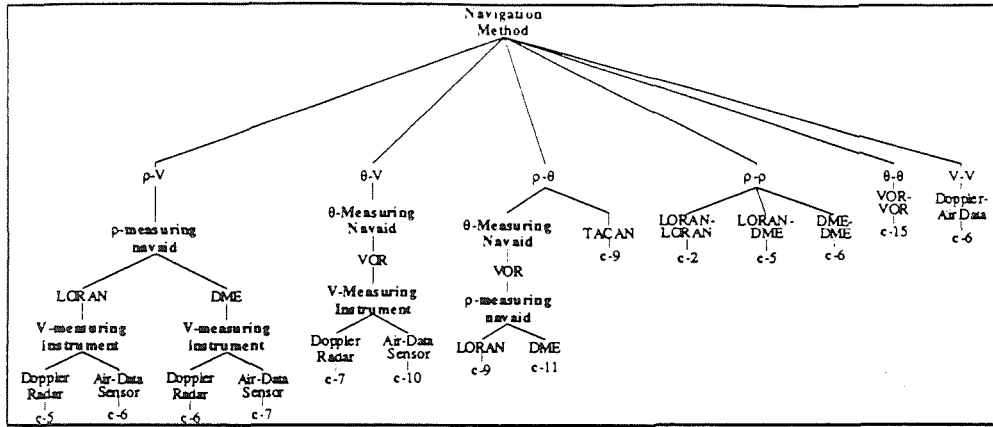 Navigation
Method
ρ-V
θ-V
ρ-θ
ρ-ρ
θ-θ
V-V
ρ-measuring
navaid
LORAN
DME
V-measuring
instrument
V-measuring
instrument
Doppler
Radar
Air-Data
Sensor
Doppler
Radar
Air-Data
Sensor
c-5
c-6
c-6
c-7
θ-Measuring
Navaid
VOR
V-Measuring
Instrument
Doppler
Radar
Air-Data
Sensor
c-7
c-10
θ-Measuring
Navaid
VOR
ρ-measuring
navaid
LORAN
DME
c-9
c-11
TACAN
c-9
LORAN-
LORAN
c-2
LORAN-
DME
c-5
DME-
DME
c-6
VOR-
VOR
c-15
Doppler-
Air Data
c-6